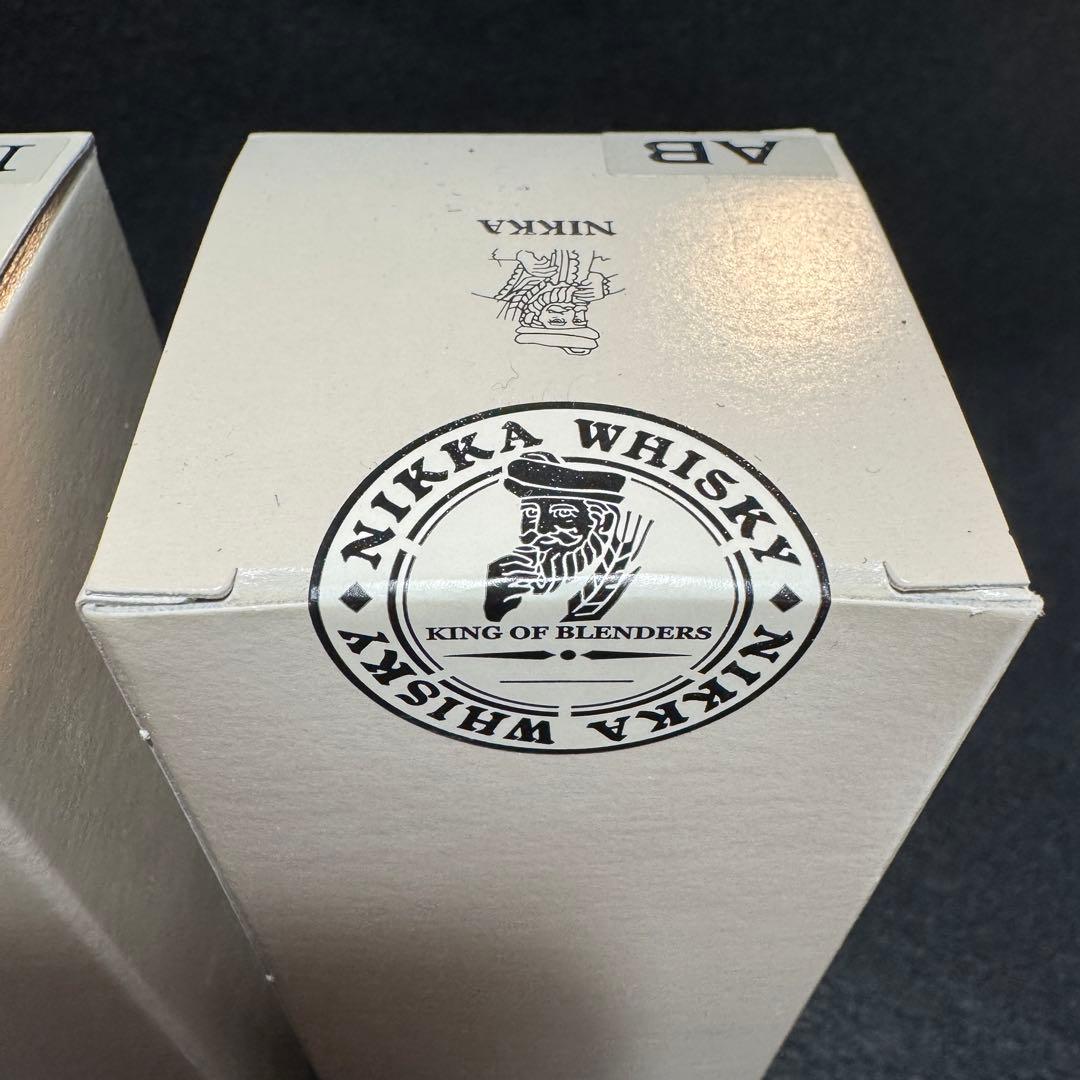 AB
NIKKA
NIKKA WHISKY
KING OF BLENDERS
NIKKA WHISKY